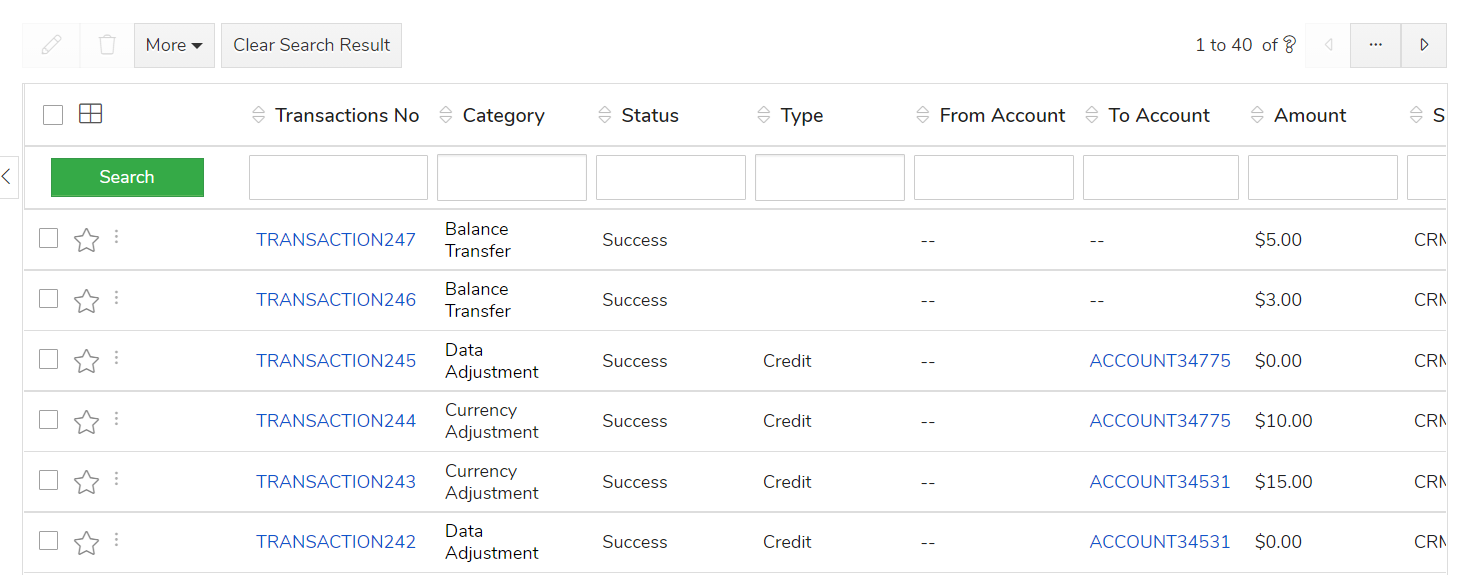 More Clear Search Result 1 to 40 of ? ...
Transactions No Category Status Type From Account To Account Amount S
Search
TRANSACTION247 Balance Transfer Success -- -- $5.00 CRM
TRANSACTION246 Balance Transfer Success -- -- $3.00 CRM
TRANSACTION245 Data Adjustment Success Credit -- ACCOUNT34775 $0.00 CRM
TRANSACTION244 Currency Adjustment Success Credit -- ACCOUNT34775 $10.00 CRM
TRANSACTION243 Currency Adjustment Success Credit -- ACCOUNT34531 $15.00 CRM
TRANSACTION242 Data Adjustment Success Credit -- ACCOUNT34531 $0.00 CRM